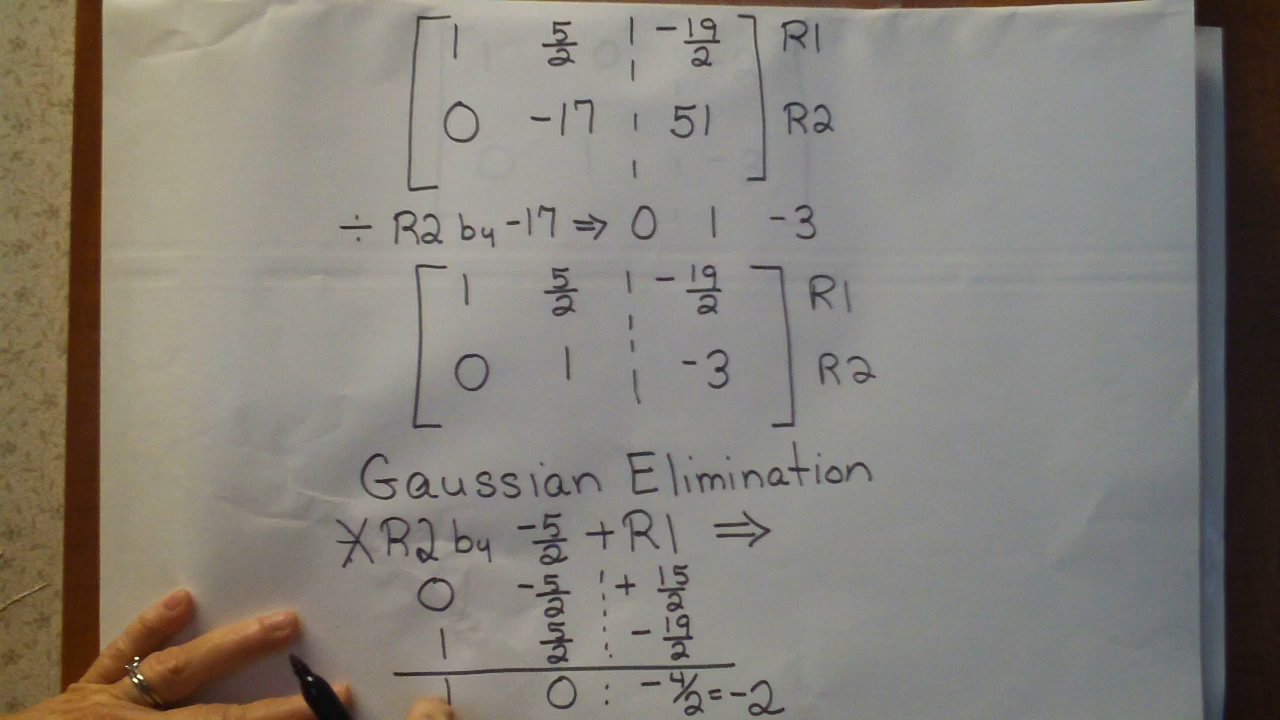 1 5/2 | -19/2 R1
0 -17 | 51 R2
÷ R2 by -17 ⇒ 0 1 -3
1 5/2 | -19/2 R1
0 1 | -3 R2
Gaussian Elimination
* R2 by -5/2 + R1 ⇒
0 -5/2 | + 15/2
1 5/2 | -19/2
1 0 : -4/2 = -2